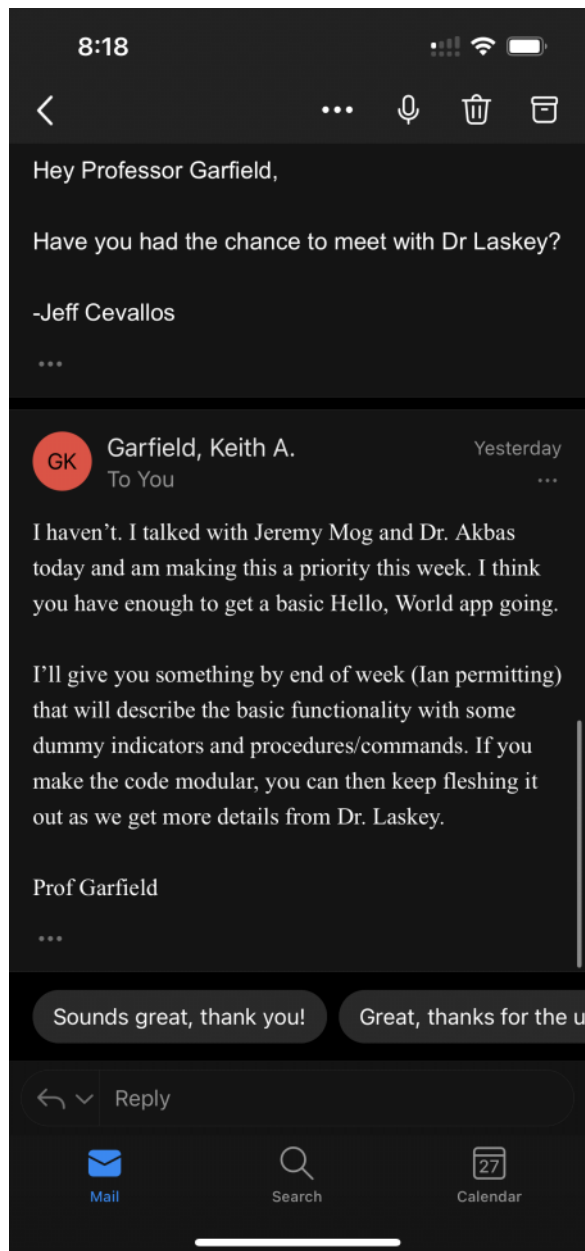 8:18
Hey Professor Garfield,
Have you had the chance to meet with Dr Laskey?
-Jeff Cevallos
GK
Garfield, Keith A.
Yesterday
To You
I haven’t. I talked with Jeremy Mog and Dr. Akbas
today and am making this a priority this week. I think
you have enough to get a basic Hello, World app going.
I’ll give you something by end of week (Ian permitting)
that will describe the basic functionality with some
dummy indicators and procedures/commands. If you
make the code modular, you can then keep fleshing it
out as we get more details from Dr. Laskey.
Prof Garfield
Sounds great, thank you!
Great, thanks for the u
Reply
27
Mail
Search
Calendar